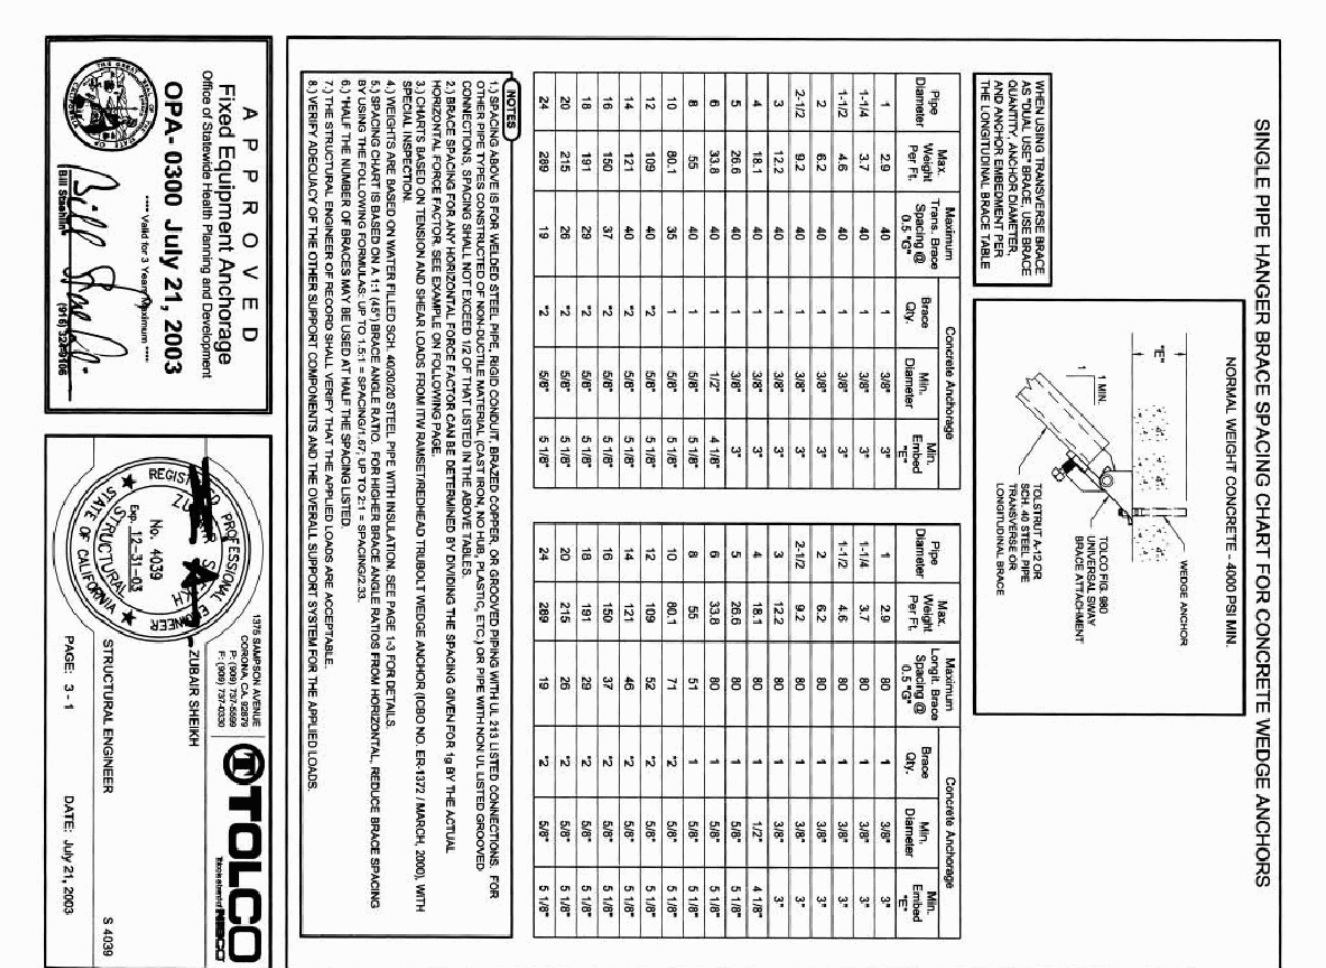 SINGLE PIPE HANGER BRACE SPACING CHART FOR CONCRETE WEDGE ANCHORS
NORMAL WEIGHT CONCRETE - 4000 PSI MIN.
WHEN USING TRANSVERSE BRACE
AS "DUAL USE" BRACE, USE BRACE
QUANTITY, ANCHOR DIAMETER,
AND ANCHOR EMBEDMENT PER
THE LONGITUDINAL BRACE TABLE
"E"
1
1 MIN.
WEDGE ANCHOR
TOLCO FIG. 980
UNIVERSAL SWAY
BRACE ATTACHMENT
TOLSTRUT A-12 OR
SCH. 40 STEEL PIPE
TRANSVERSE OR
LONGITUDINAL BRACE
Pipe Diameter Max. Weight Per Ft. Maximum Trans. Brace Spacing @ 0.5 "G" Concrete Anchorage Brace Qty. Min. Diameter Min. Embed "E"
1 2.9 40 1 3/8" 3"
1-1/4 3.7 40 1 3/8" 3"
1-1/2 4.6 40 1 3/8" 3"
2 6.2 40 1 3/8" 3"
2-1/2 9.2 40 1 3/8" 3"
3 12.2 40 1 3/8" 3"
4 18.1 40 1 3/8" 3"
5 26.6 40 1 3/8" 3"
6 33.8 40 1 1/2" 4 1/8"
8 55 40 1 5/8" 5 1/8"
10 80.1 35 1 5/8" 5 1/8"
12 109 40 *2 5/8" 5 1/8"
14 121 40 *2 5/8" 5 1/8"
16 150 37 *2 5/8" 5 1/8"
18 191 29 *2 5/8" 5 1/8"
20 215 26 *2 5/8" 5 1/8"
24 289 19 *2 5/8" 5 1/8"
Pipe Diameter Max. Weight Per Ft. Maximum Longit. Brace Spacing @ 0.5 "G" Concrete Anchorage Brace Qty. Min. Diameter Min. Embed "E"
1 2.9 80 1 3/8" 3"
1-1/4 3.7 80 1 3/8" 3"
1-1/2 4.6 80 1 3/8" 3"
2 6.2 80 1 3/8" 3"
2-1/2 9.2 80 1 3/8" 3"
3 12.2 80 1 3/8" 3"
4 18.1 80 1 1/2" 4 1/8"
5 26.6 80 1 5/8" 5 1/8"
6 33.8 80 1 5/8" 5 1/8"
8 55 51 1 5/8" 5 1/8"
10 80.1 71 *2 5/8" 5 1/8"
12 109 52 *2 5/8" 5 1/8"
14 121 46 *2 5/8" 5 1/8"
16 150 37 *2 5/8" 5 1/8"
18 191 29 *2 5/8" 5 1/8"
20 215 26 *2 5/8" 5 1/8"
24 289 19 *2 5/8" 5 1/8"
NOTES
1.) SPACING ABOVE IS FOR WELDED STEEL PIPE, RIGID CONDUIT, BRAZED COPPER, OR GROOVED PIPING WITH UL 213 LISTED CONNECTIONS. FOR
OTHER PIPE TYPES CONSTRUCTED OF NON-DUCTILE MATERIAL (CAST IRON, NO HUB, PLASTIC, ETC.) OR PIPE WITH NON UL LISTED GROOVED
CONNECTIONS, SPACING SHALL NOT EXCEED 1/2 OF THAT LISTED IN THE ABOVE TABLES.
2.) BRACE SPACING FOR ANY HORIZONTAL FORCE FACTOR CAN BE DETERMINED BY DIVIDING THE SPACING GIVEN FOR 1g BY THE ACTUAL
HORIZONTAL FORCE FACTOR. SEE EXAMPLE ON FOLLOWING PAGE.
3.) CHARTS BASED ON TENSION AND SHEAR LOADS FROM ITW RAMSET/REDHEAD TRUBOLT WEDGE ANCHOR (ICBO NO. ER-1372 / MARCH, 2000), WITH
SPECIAL INSPECTION.
4.) WEIGHTS ARE BASED ON WATER FILLED SCH. 40/30/20 STEEL PIPE WITH INSULATION. SEE PAGE 1-3 FOR DETAILS.
5.) SPACING CHART IS BASED ON A 1:1 (45°) BRACE ANGLE RATIO. FOR HIGHER BRACE ANGLE RATIOS FROM HORIZONTAL, REDUCE BRACE SPACING
BY USING THE FOLLOWING FORMULAS: UP TO 1.5:1 = SPACING/1.67; UP TO 2:1 = SPACING/2.33.
6.) *HALF THE NUMBER OF BRACES MAY BE USED AT HALF THE SPACING LISTED.
7.) THE STRUCTURAL ENGINEER OF RECORD SHALL VERIFY THAT THE APPLIED LOADS ARE ACCEPTABLE.
8.) VERIFY ADEQUACY OF THE OTHER SUPPORT COMPONENTS AND THE OVERALL SUPPORT SYSTEM FOR THE APPLIED LOADS.
APPROVED
Fixed Equipment Anchorage
Office of Statewide Health Planning and Development
OPA-0300 July 21, 2003
**** Valid for 3 Years Maximum ****
Bill Staehlin
(916) 324-9106
REGISTERED PROFESSIONAL ENGINEER
ZUBAIR SHEIKH
No. 4039
Exp. 12-31-03
STRUCTURAL
STATE OF CALIFORNIA
1375 SAMPSON AVENUE
CORONA, CA. 92879
P: (909) 737-5599
F: (909) 737-0330
TOLCO
NIBCO
ZUBAIR SHEIKH
STRUCTURAL ENGINEER S 4039
PAGE: 3 - 1 DATE: July 21, 2003